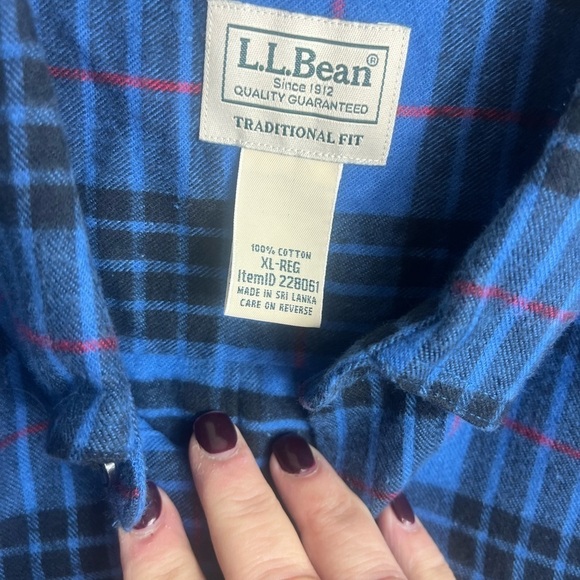 L.L.Bean®
Since 1912
QUALITY GUARANTEED
TRADITIONAL FIT
100% COTTON
XL-REG
ItemID 228061
MADE IN SRI LANKA
CARE ON REVERSE